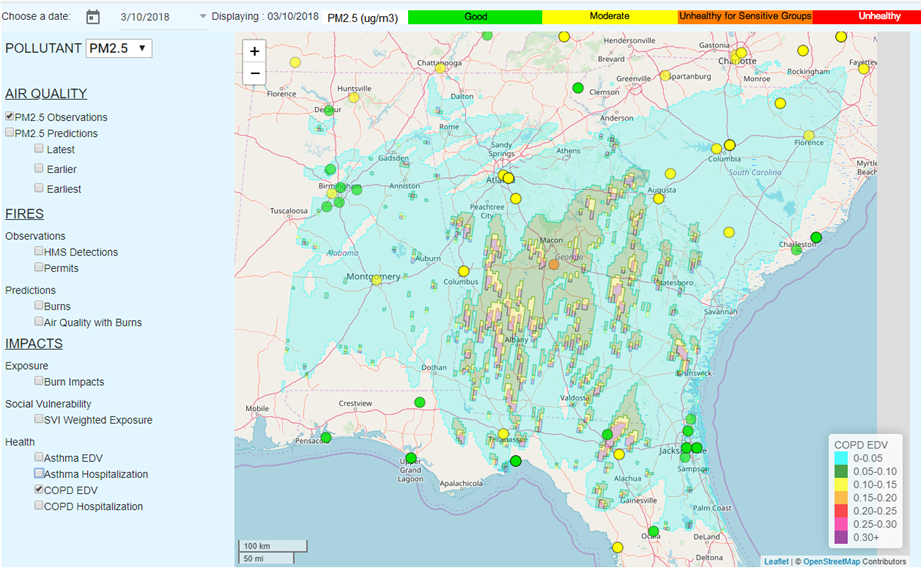 Choose a date: 3/10/2018 Displaying : 03/10/2018 PM2.5 (ug/m3) Good Moderate Unhealthy for Sensitive Groups Unhealthy
POLLUTANT PM2.5 ▼
AIR QUALITY
PM2.5 Observations
PM2.5 Predictions
Latest
Earlier
Earliest
FIRES
Observations
HMS Detections
Permits
Predictions
Burns
Air Quality with Burns
IMPACTS
Exposure
Burn Impacts
Social Vulnerability
SVI Weighted Exposure
Health
Asthma EDV
Asthma Hospitalization
COPD EDV
COPD Hospitalization
+
−
Hendersonville
Gastonia
Charlotte
Brevard
Chattanooga
Greenville
Spartanburg
Monroe
Rockingham
Huntsville
Florence
Decatur
Dalton
Clemson
Anderson
Rome
Sandy
Springs
Athens
Gadsden
Columbia
Florence
South Carolina
Myrtle
Beach
Birmingham
Anniston
Augusta
Tuscaloosa
Peachtree
City
Macon
Georgia
Charleston
Alabama
Auburn
Montgomery
Columbus
Statesboro
Savannah
Albany
Dothan
Brunswick
Valdosta
Crestview
Mobile
Pensacola
Upper
Grand
Lagoon
Apalachicola
Alachua
Gainesville
Sampson
Palm Coast
Ocala
DeLand
Deltona
COPD EDV
0-0.05
0.05-0.10
0.10-0.15
0.15-0.20
0.20-0.25
0.25-0.30
0.30+
100 km
50 mi
Leaflet | © OpenStreetMap Contributors